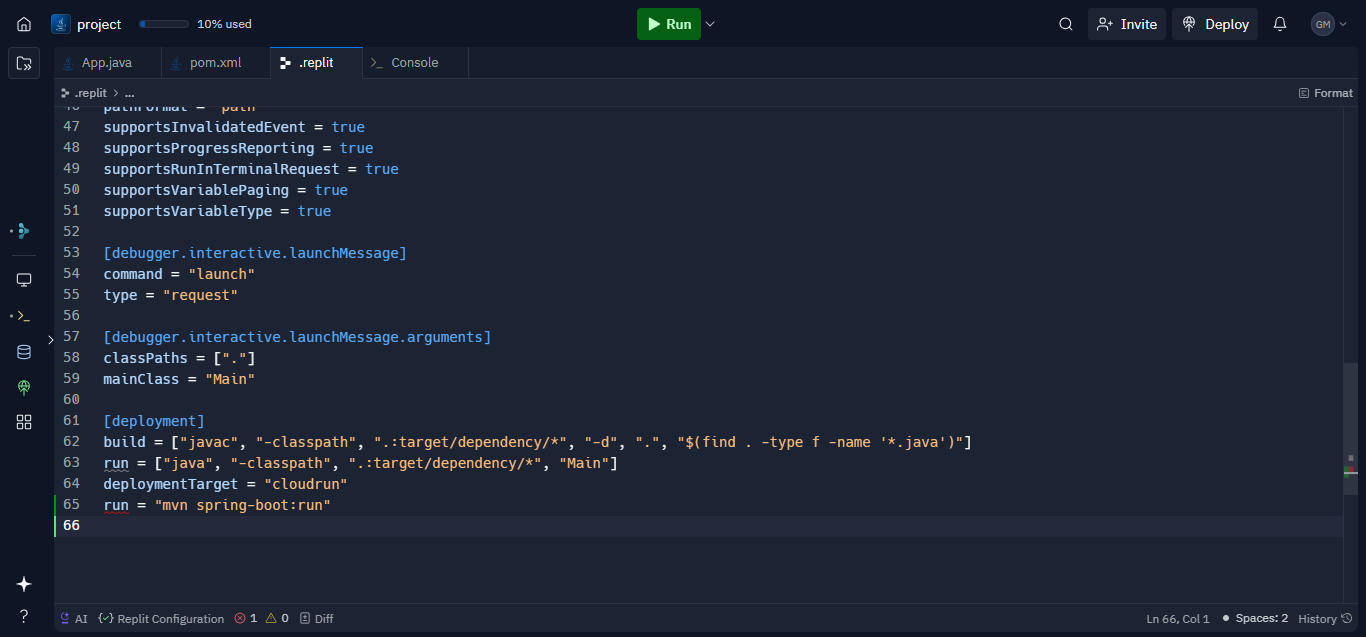 project 10% used Run Invite Deploy GM
App.java pom.xml .replit >_ Console
.replit > ... Format
46 pathFormat = "path"
47 supportsInvalidatedEvent = true
48 supportsProgressReporting = true
49 supportsRunInTerminalRequest = true
50 supportsVariablePaging = true
51 supportsVariableType = true
52
53 [debugger.interactive.launchMessage]
54 command = "launch"
55 type = "request"
56
57 [debugger.interactive.launchMessage.arguments]
58 classPaths = ["."]
59 mainClass = "Main"
60
61 [deployment]
62 build = ["javac", "-classpath", ".:target/dependency/*", "-d", ".", "$(find . -type f -name '*.java')"]
63 run = ["java", "-classpath", ".:target/dependency/*", "Main"]
64 deploymentTarget = "cloudrun"
65 run = "mvn spring-boot:run"
66
AI Replit Configuration 1 0 Diff Ln 66, Col 1 Spaces: 2 History